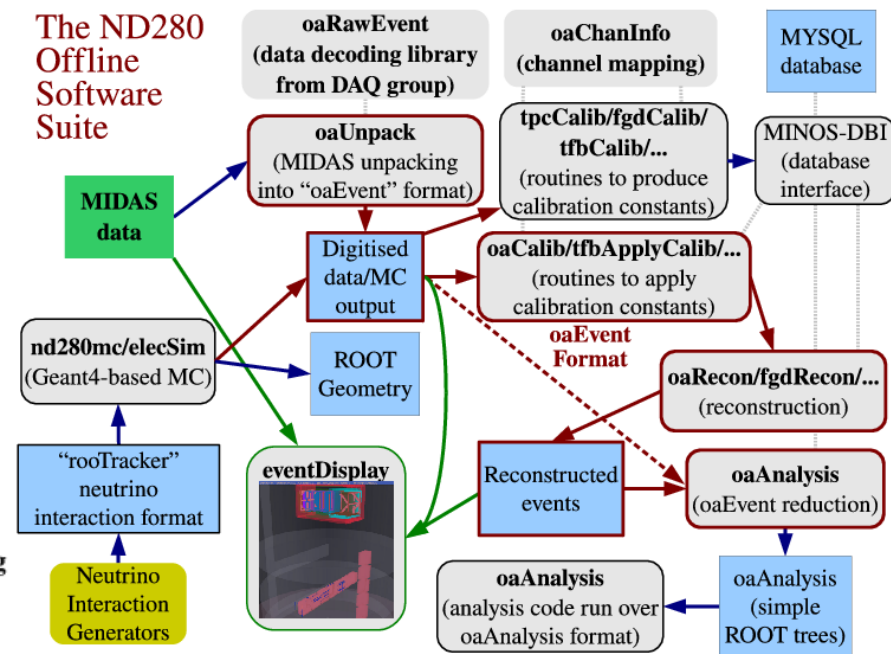 The ND280
Offline
Software
Suite
oaRawEvent
(data decoding library
from DAQ group)
oaChanInfo
(channel mapping)
MYSQL
database
oaUnpack
(MIDAS unpacking
into “oaEvent” format)
tpcCalib/fgdCalib/
tfbCalib/...
(routines to produce
calibration constants)
MINOS-DBI
(database
interface)
MIDAS
data
Digitised
data/MC
output
oaCalib/tfbApplyCalib/...
(routines to apply
calibration constants)
oaEvent
Format
nd280mc/elecSim
(Geant4-based MC)
ROOT
Geometry
oaRecon/fgdRecon/...
(reconstruction)
“rooTracker”
neutrino
interaction format
eventDisplay
Reconstructed
events
oaAnalysis
(oaEvent reduction)
g
Neutrino
Interaction
Generators
oaAnalysis
(analysis code run over
oaAnalysis format)
oaAnalysis
(simple
ROOT trees)